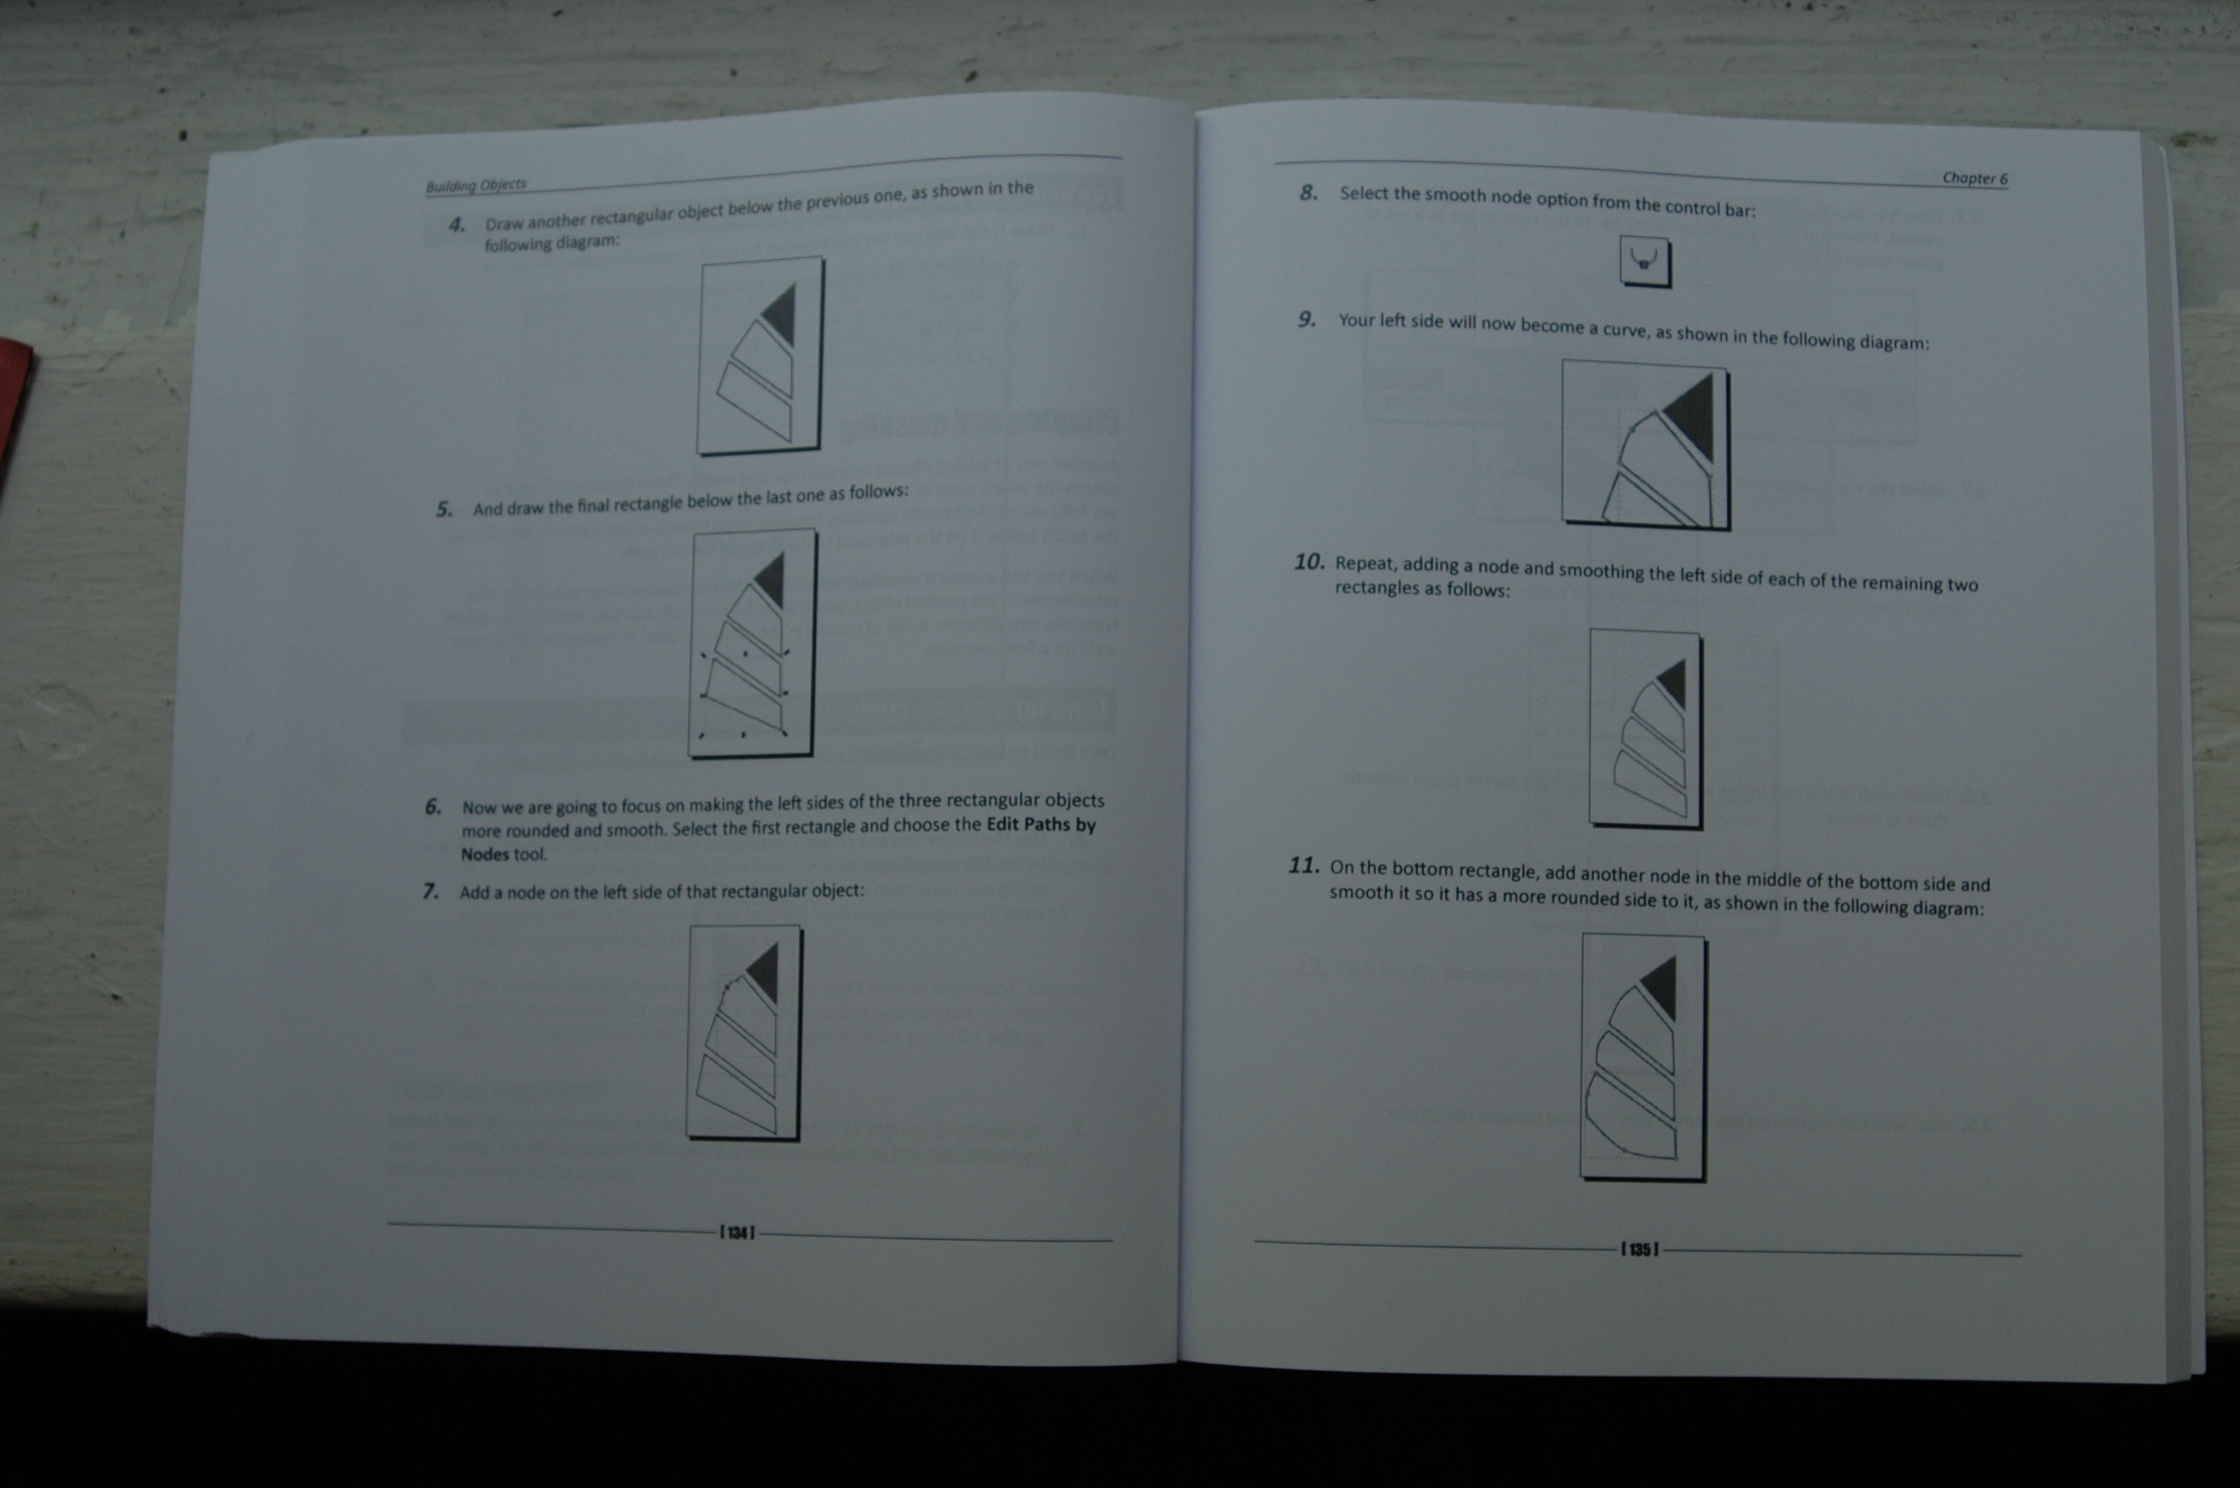 Building Objects
4. Draw another rectangular object below the previous one, as shown in the
following diagram:
5. And draw the final rectangle below the last one as follows:
6. Now we are going to focus on making the left sides of the three rectangular objects
more rounded and smooth. Select the first rectangle and choose the Edit Paths by
Nodes tool.
7. Add a node on the left side of that rectangular object:
[ 134 ]
Chapter 6
8. Select the smooth node option from the control bar:
9. Your left side will now become a curve, as shown in the following diagram:
10. Repeat, adding a node and smoothing the left side of each of the remaining two
rectangles as follows:
11. On the bottom rectangle, add another node in the middle of the bottom side and
smooth it so it has a more rounded side to it, as shown in the following diagram:
[ 135 ]